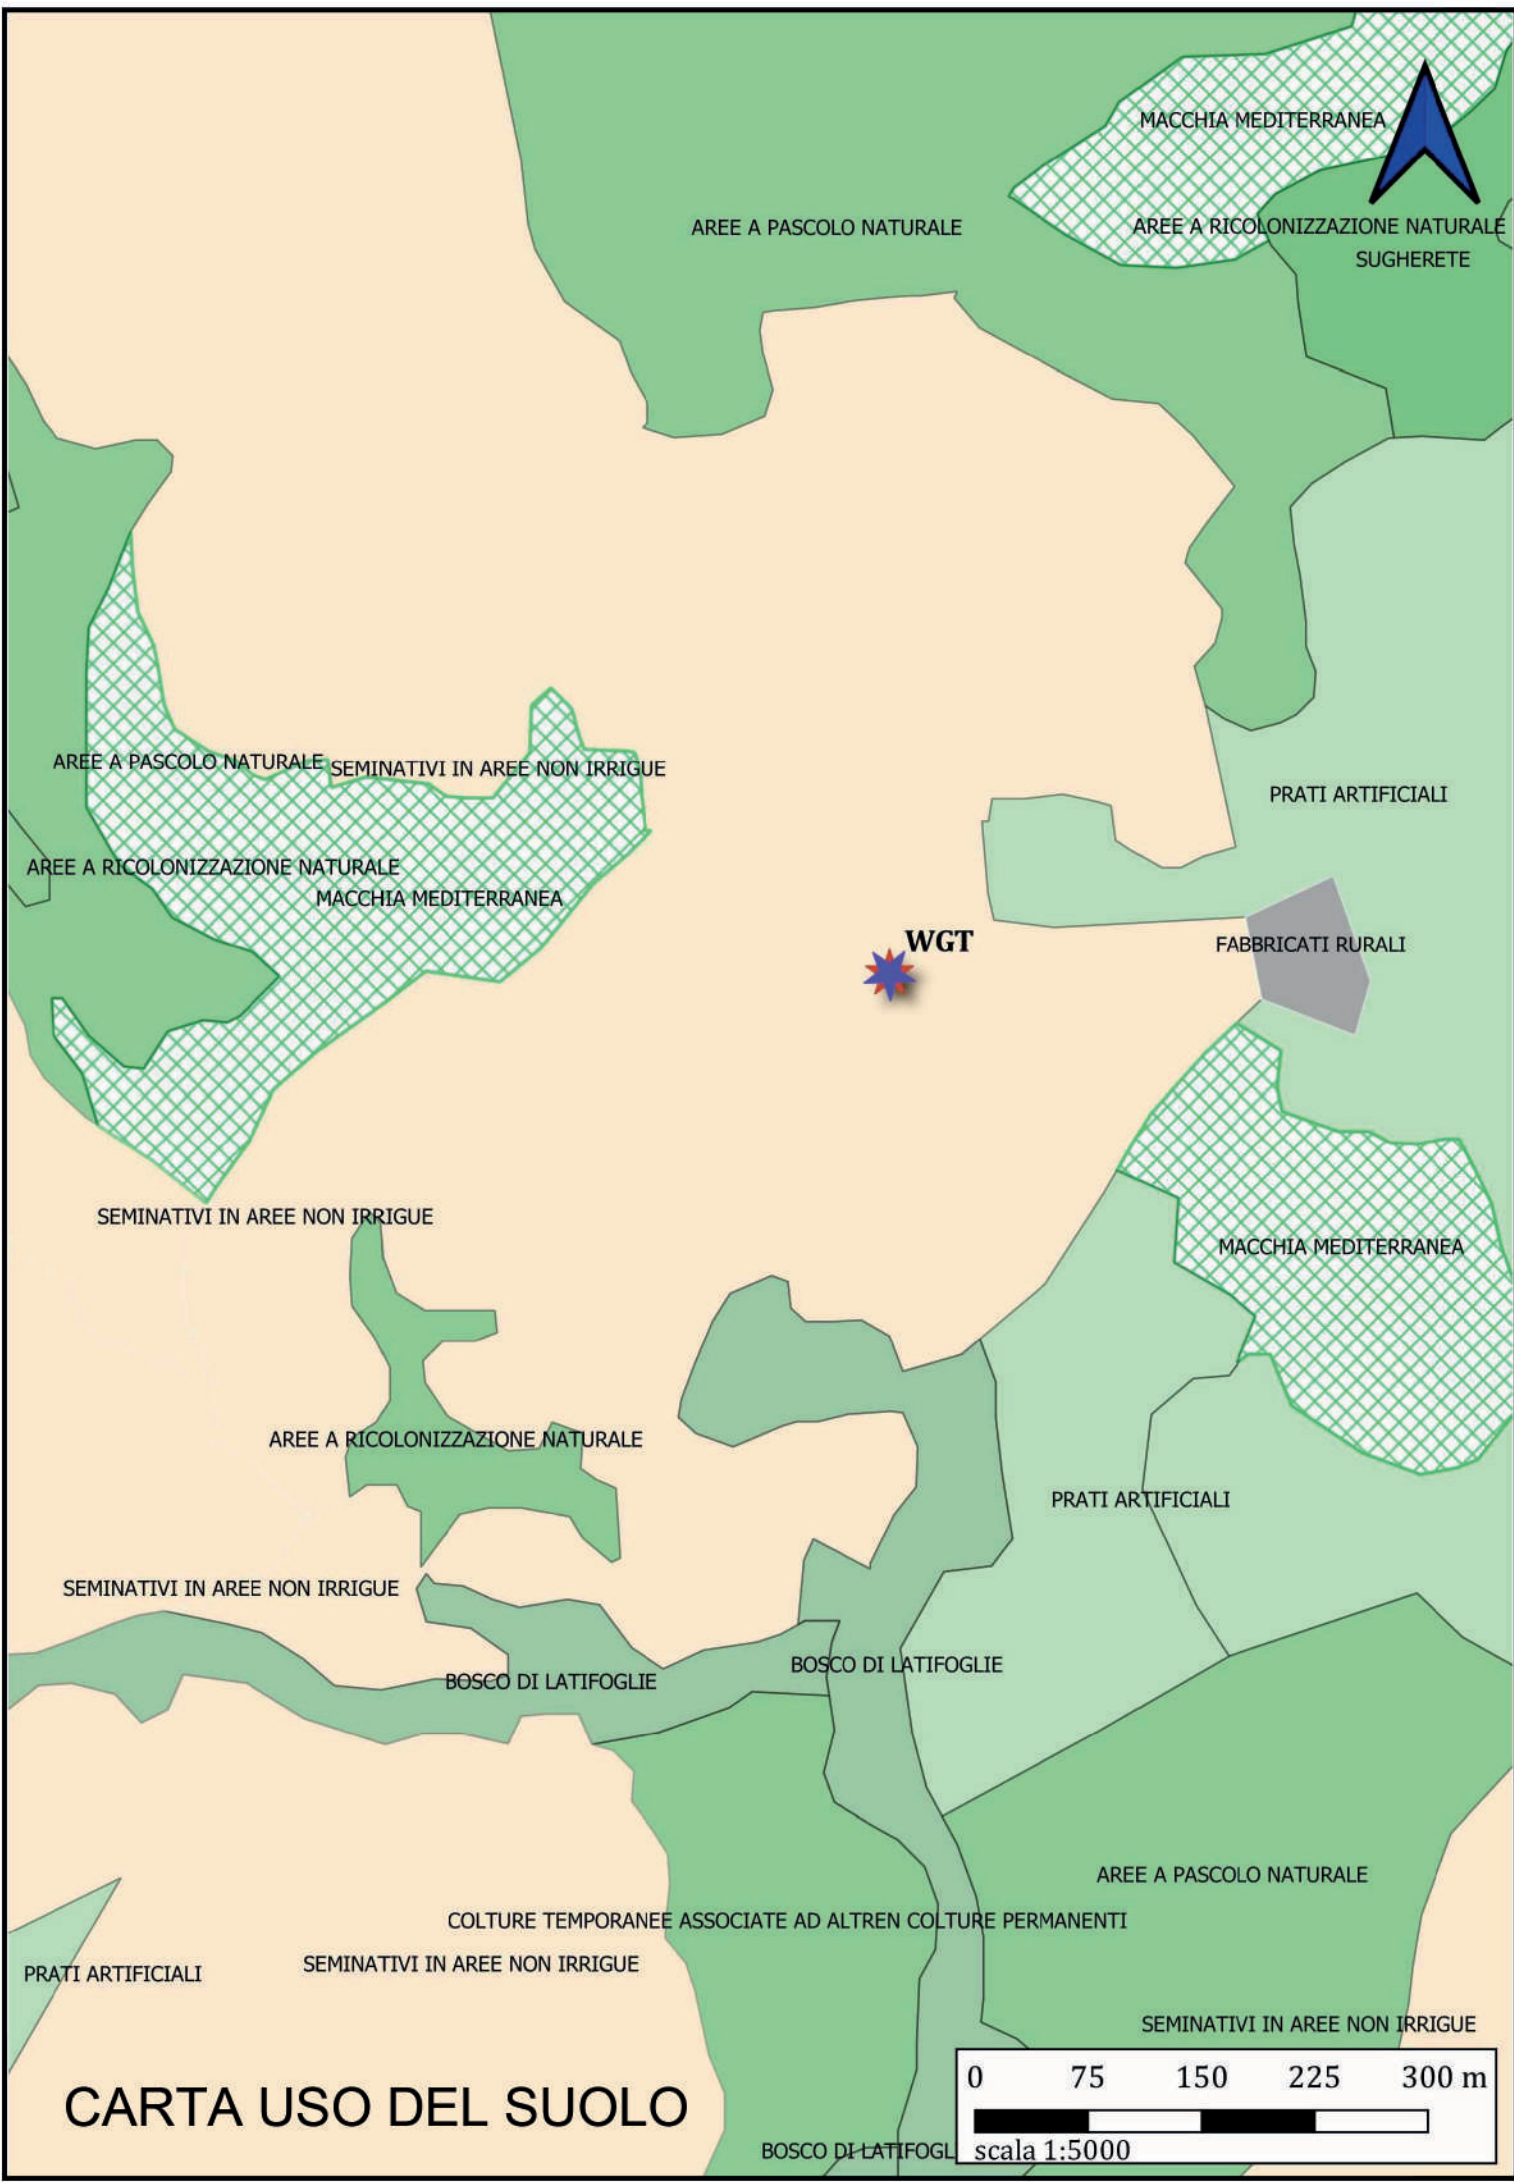 MACCHIA MEDITERRANEA
AREE A PASCOLO NATURALE
AREE A RICOLONIZZAZIONE NATURALE
SUGHERETE
AREE A PASCOLO NATURALE
SEMINATIVI IN AREE NON IRRIGUE
PRATI ARTIFICIALI
AREE A RICOLONIZZAZIONE NATURALE
MACCHIA MEDITERRANEA
WGT
FABBRICATI RURALI
SEMINATIVI IN AREE NON IRRIGUE
MACCHIA MEDITERRANEA
AREE A RICOLONIZZAZIONE NATURALE
PRATI ARTIFICIALI
SEMINATIVI IN AREE NON IRRIGUE
BOSCO DI LATIFOGLIE
BOSCO DI LATIFOGLIE
AREE A PASCOLO NATURALE
COLTURE TEMPORANEE ASSOCIATE AD ALTREN COLTURE PERMANENTI
SEMINATIVI IN AREE NON IRRIGUE
PRATI ARTIFICIALI
SEMINATIVI IN AREE NON IRRIGUE
CARTA USO DEL SUOLO
0 75 150 225 300 m
scala 1:5000
BOSCO DI LATIFOGL